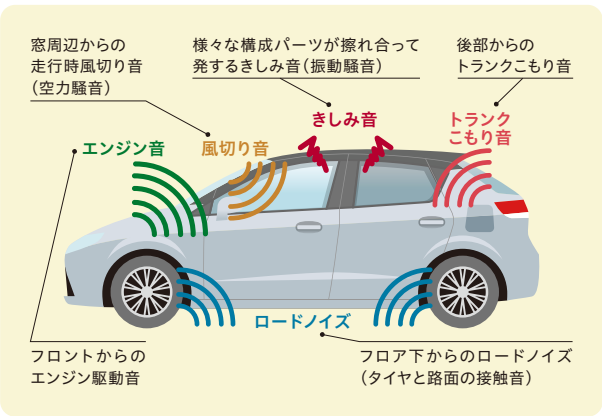 窓周辺からの
走行時風切り音
（空力騒音）
様々な構成パーツが擦れ合って
発するきしみ音（振動騒音）
後部からの
トランクこもり音
エンジン音
風切り音
きしみ音
トランク
こもり音
ロードノイズ
フロントからの
エンジン駆動音
フロア下からのロードノイズ
（タイヤと路面の接触音）